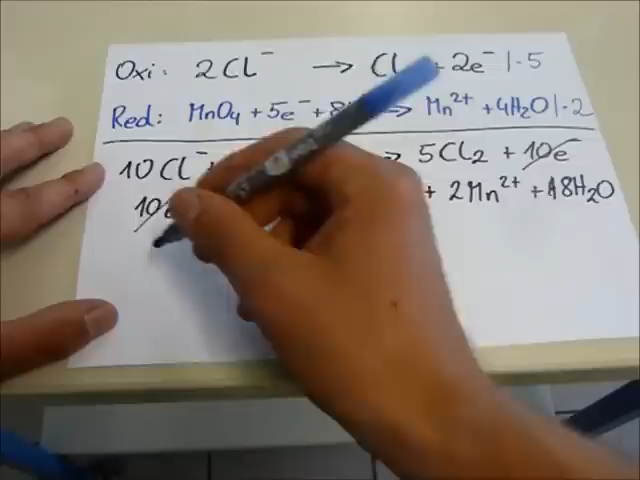 Oxi: 2Cl⁻ → Cl + 2e⁻ |·5
Red: MnO₄ + 5e⁻ + 8 → Mn²⁺ + 4H₂O |·2
10Cl⁻ → 5Cl₂ + 10e⁻
10e + 2Mn²⁺ + 8H₂O